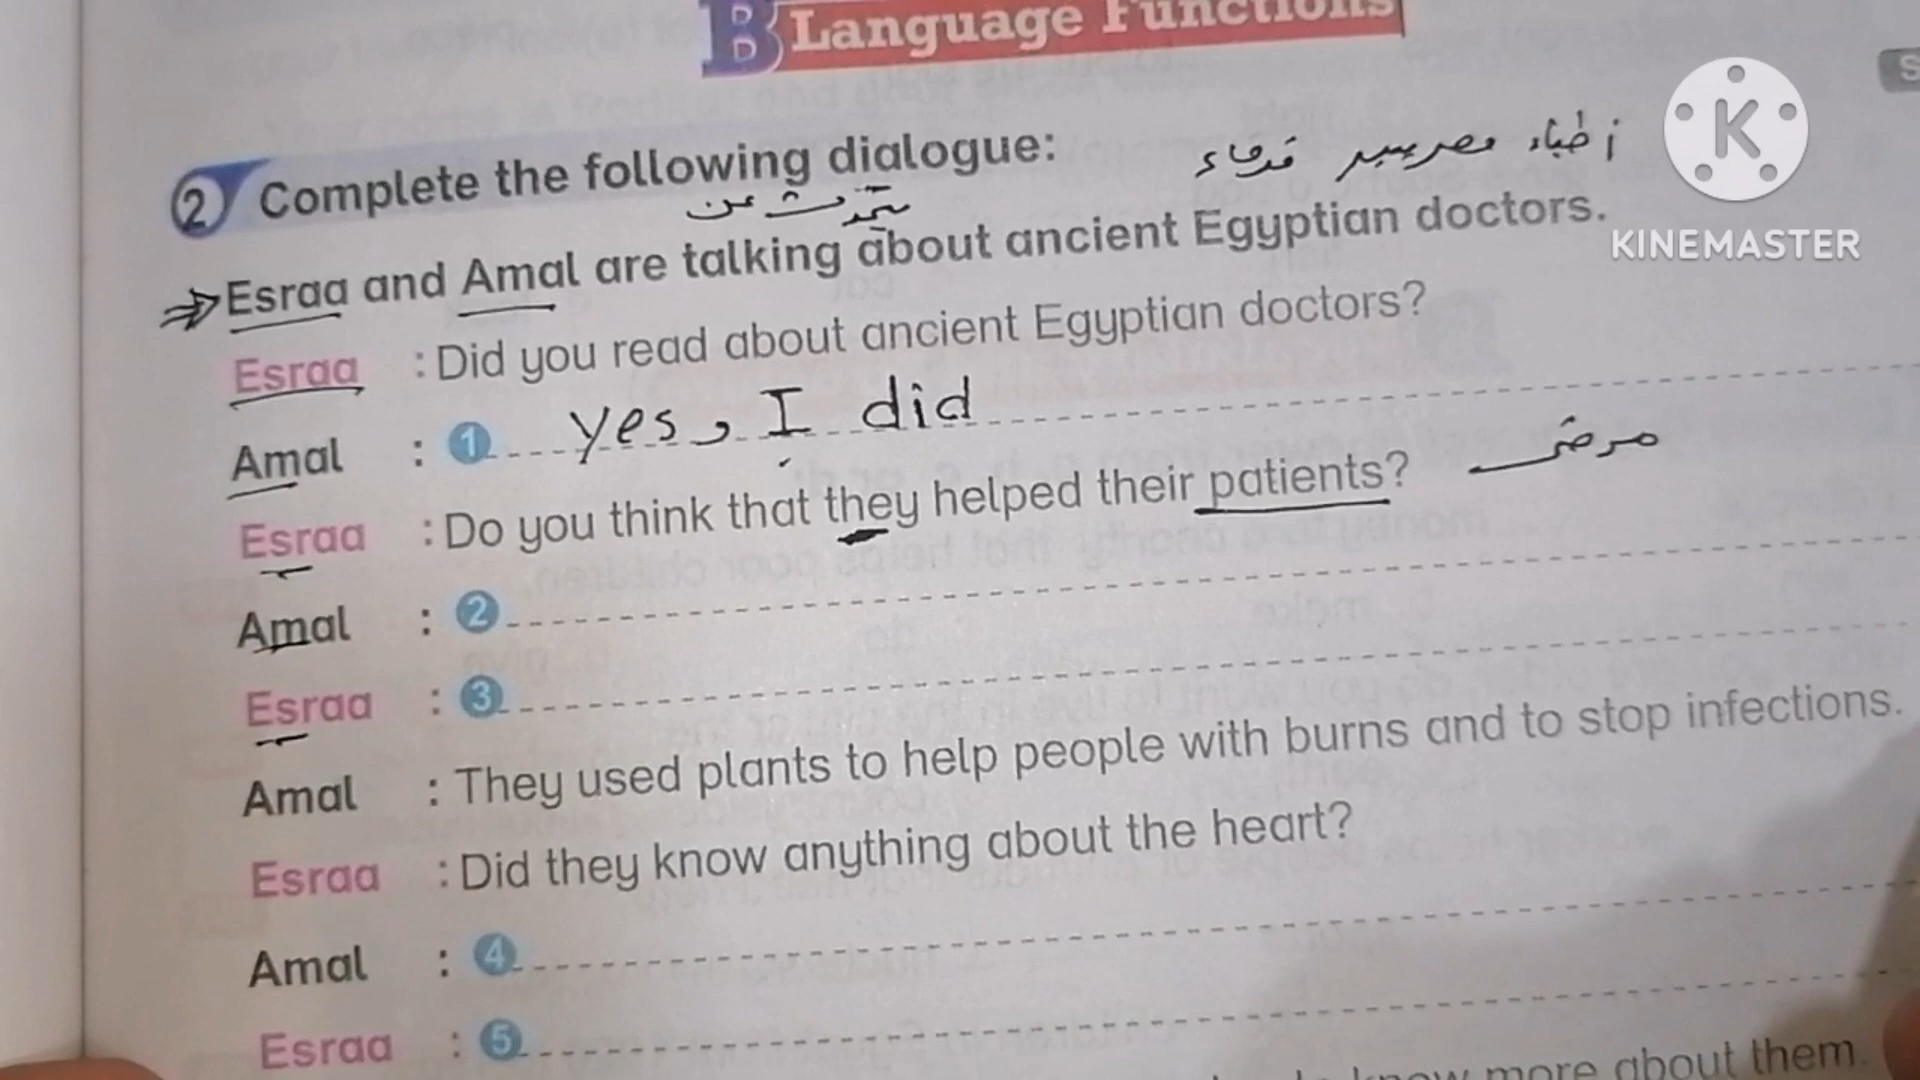 B Language Functions
D
S
KINEMASTER
أطباء مصريين قدماء
2 Complete the following dialogue:
يتحدث عن
Esraa and Amal are talking about ancient Egyptian doctors.
Esraa : Did you read about ancient Egyptian doctors?
Amal : 1 yes, I did
مرضى
Esraa : Do you think that they helped their patients?
Amal : 2
Esraa : 3
Amal : They used plants to help people with burns and to stop infections.
Esraa : Did they know anything about the heart?
Amal : 4
Esraa : 5
know more about them.